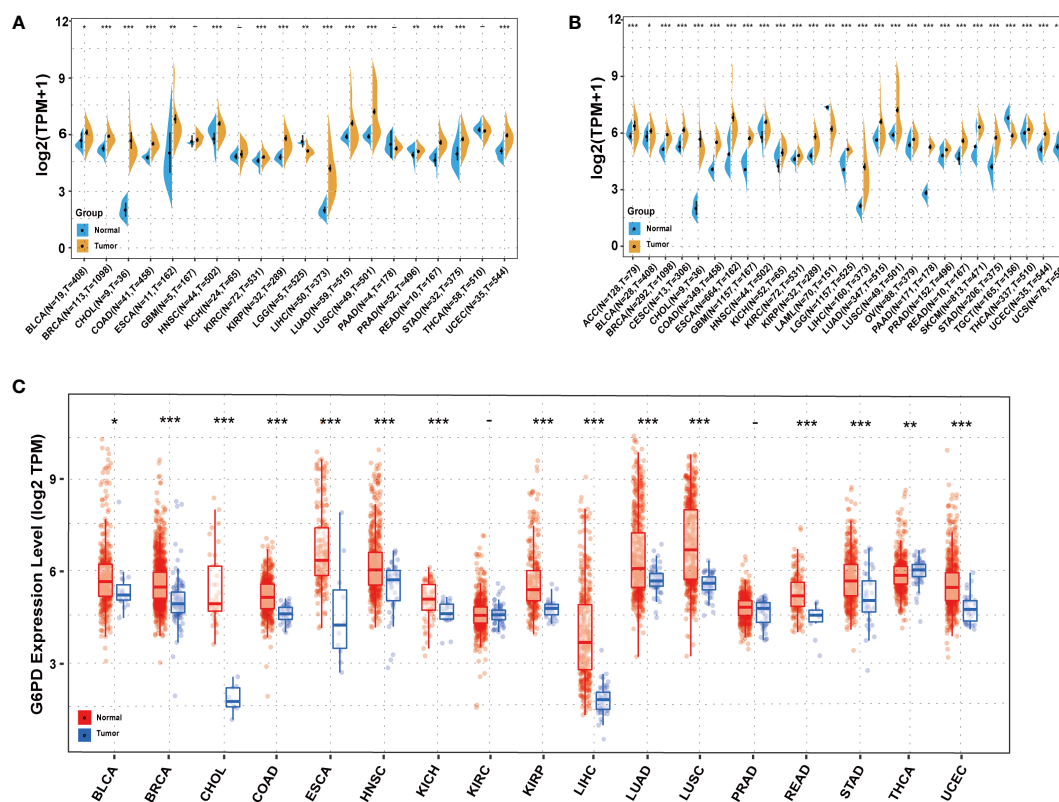 A
* *** *** *** ** – *** – *** *** ** *** *** *** – ** *** *** – ***
12
9
6
3
0
log2(TPM+1)
Group
Normal
Tumor
BLCA(N=19,T=408)
BRCA(N=113,T=1098)
CHOL(N=9,T=36)
COAD(N=41,T=458)
ESCA(N=11,T=162)
GBM(N=5,T=167)
HNSC(N=44,T=502)
KICH(N=24,T=65)
KIRC(N=72,T=531)
KIRP(N=32,T=289)
LGG(N=5,T=525)
LIHC(N=50,T=373)
LUAD(N=59,T=515)
LUSC(N=49,T=501)
PAAD(N=4,T=178)
PRAD(N=52,T=496)
READ(N=10,T=167)
STAD(N=32,T=375)
THCA(N=58,T=510)
UCEC(N=35,T=544)
B
12
9
6
3
0
log2(TPM+1)
Group
Normal
Tumor
ACC(N=128,T=79)
BLCA(N=28,T=408)
BRCA(N=292,T=1098)
CESC(N=13,T=306)
CHOL(N=9,T=36)
COAD(N=349,T=458)
ESCA(N=664,T=162)
GBM(N=1157,T=167)
HNSC(N=44,T=502)
KICH(N=52,T=65)
KIRC(N=72,T=531)
KIRP(N=32,T=289)
LAML(N=70,T=151)
LGG(N=1157,T=525)
LIHC(N=160,T=373)
LUAD(N=347,T=515)
LUSC(N=49,T=501)
OV(N=88,T=379)
PAAD(N=171,T=178)
PRAD(N=152,T=496)
READ(N=10,T=167)
SKCM(N=813,T=471)
STAD(N=206,T=375)
TGCT(N=165,T=156)
THCA(N=337,T=510)
UCEC(N=35,T=544)
UCS(N=78,T=
C
* *** *** *** *** *** *** – *** *** *** *** – *** *** ** ***
9
6
3
G6PD Expression Level (log2 TPM)
Normal
Tumor
BLCA
BRCA
CHOL
COAD
ESCA
HNSC
KICH
KIRC
KIRP
LIHC
LUAD
LUSC
PRAD
READ
STAD
THCA
UCEC